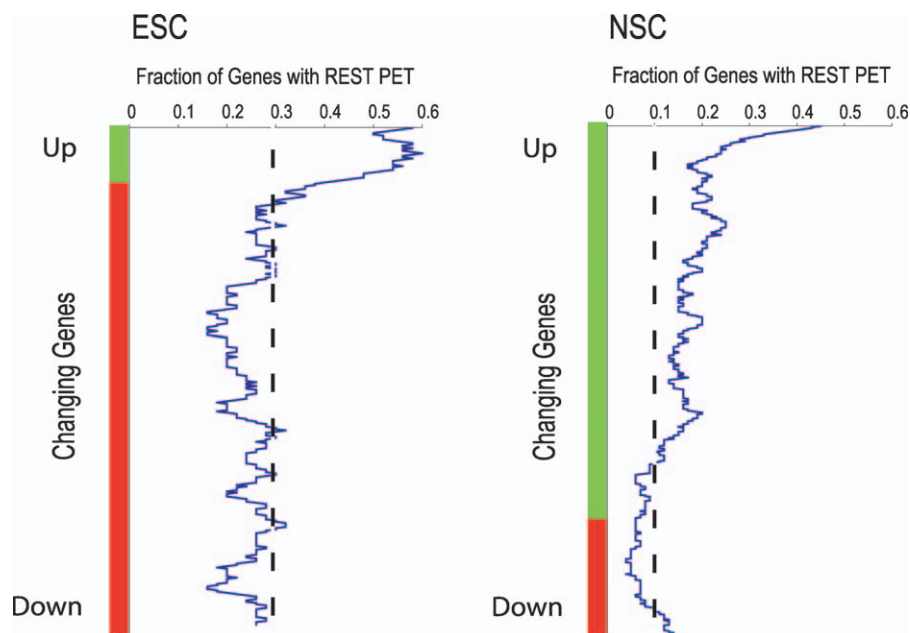 ESC
Fraction of Genes with REST PET
0 0.1 0.2 0.3 0.4 0.5 0.6
Up
Changing Genes
Down
NSC
Fraction of Genes with REST PET
0 0.1 0.2 0.3 0.4 0.5 0.6
Up
Changing Genes
Down